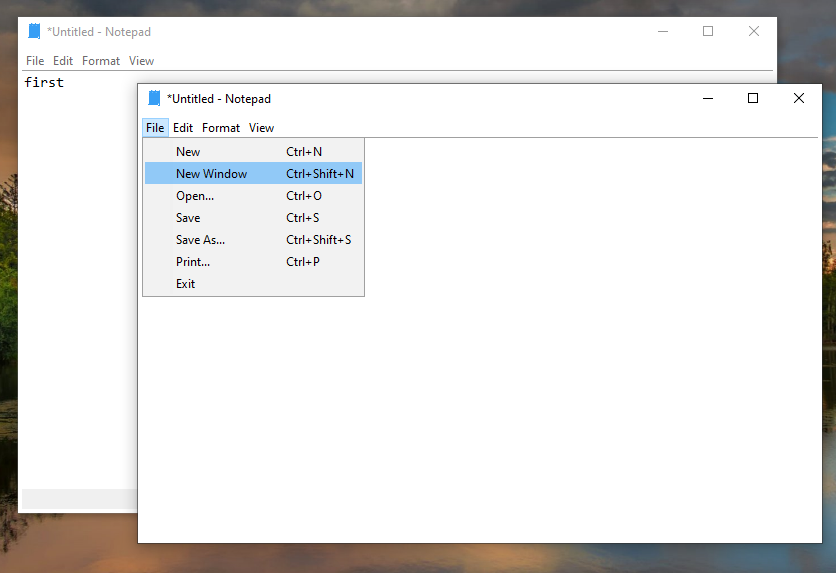 *Untitled - Notepad
File Edit Format View
first
*Untitled - Notepad
File Edit Format View
New Ctrl+N
New Window Ctrl+Shift+N
Open... Ctrl+O
Save Ctrl+S
Save As... Ctrl+Shift+S
Print... Ctrl+P
Exit